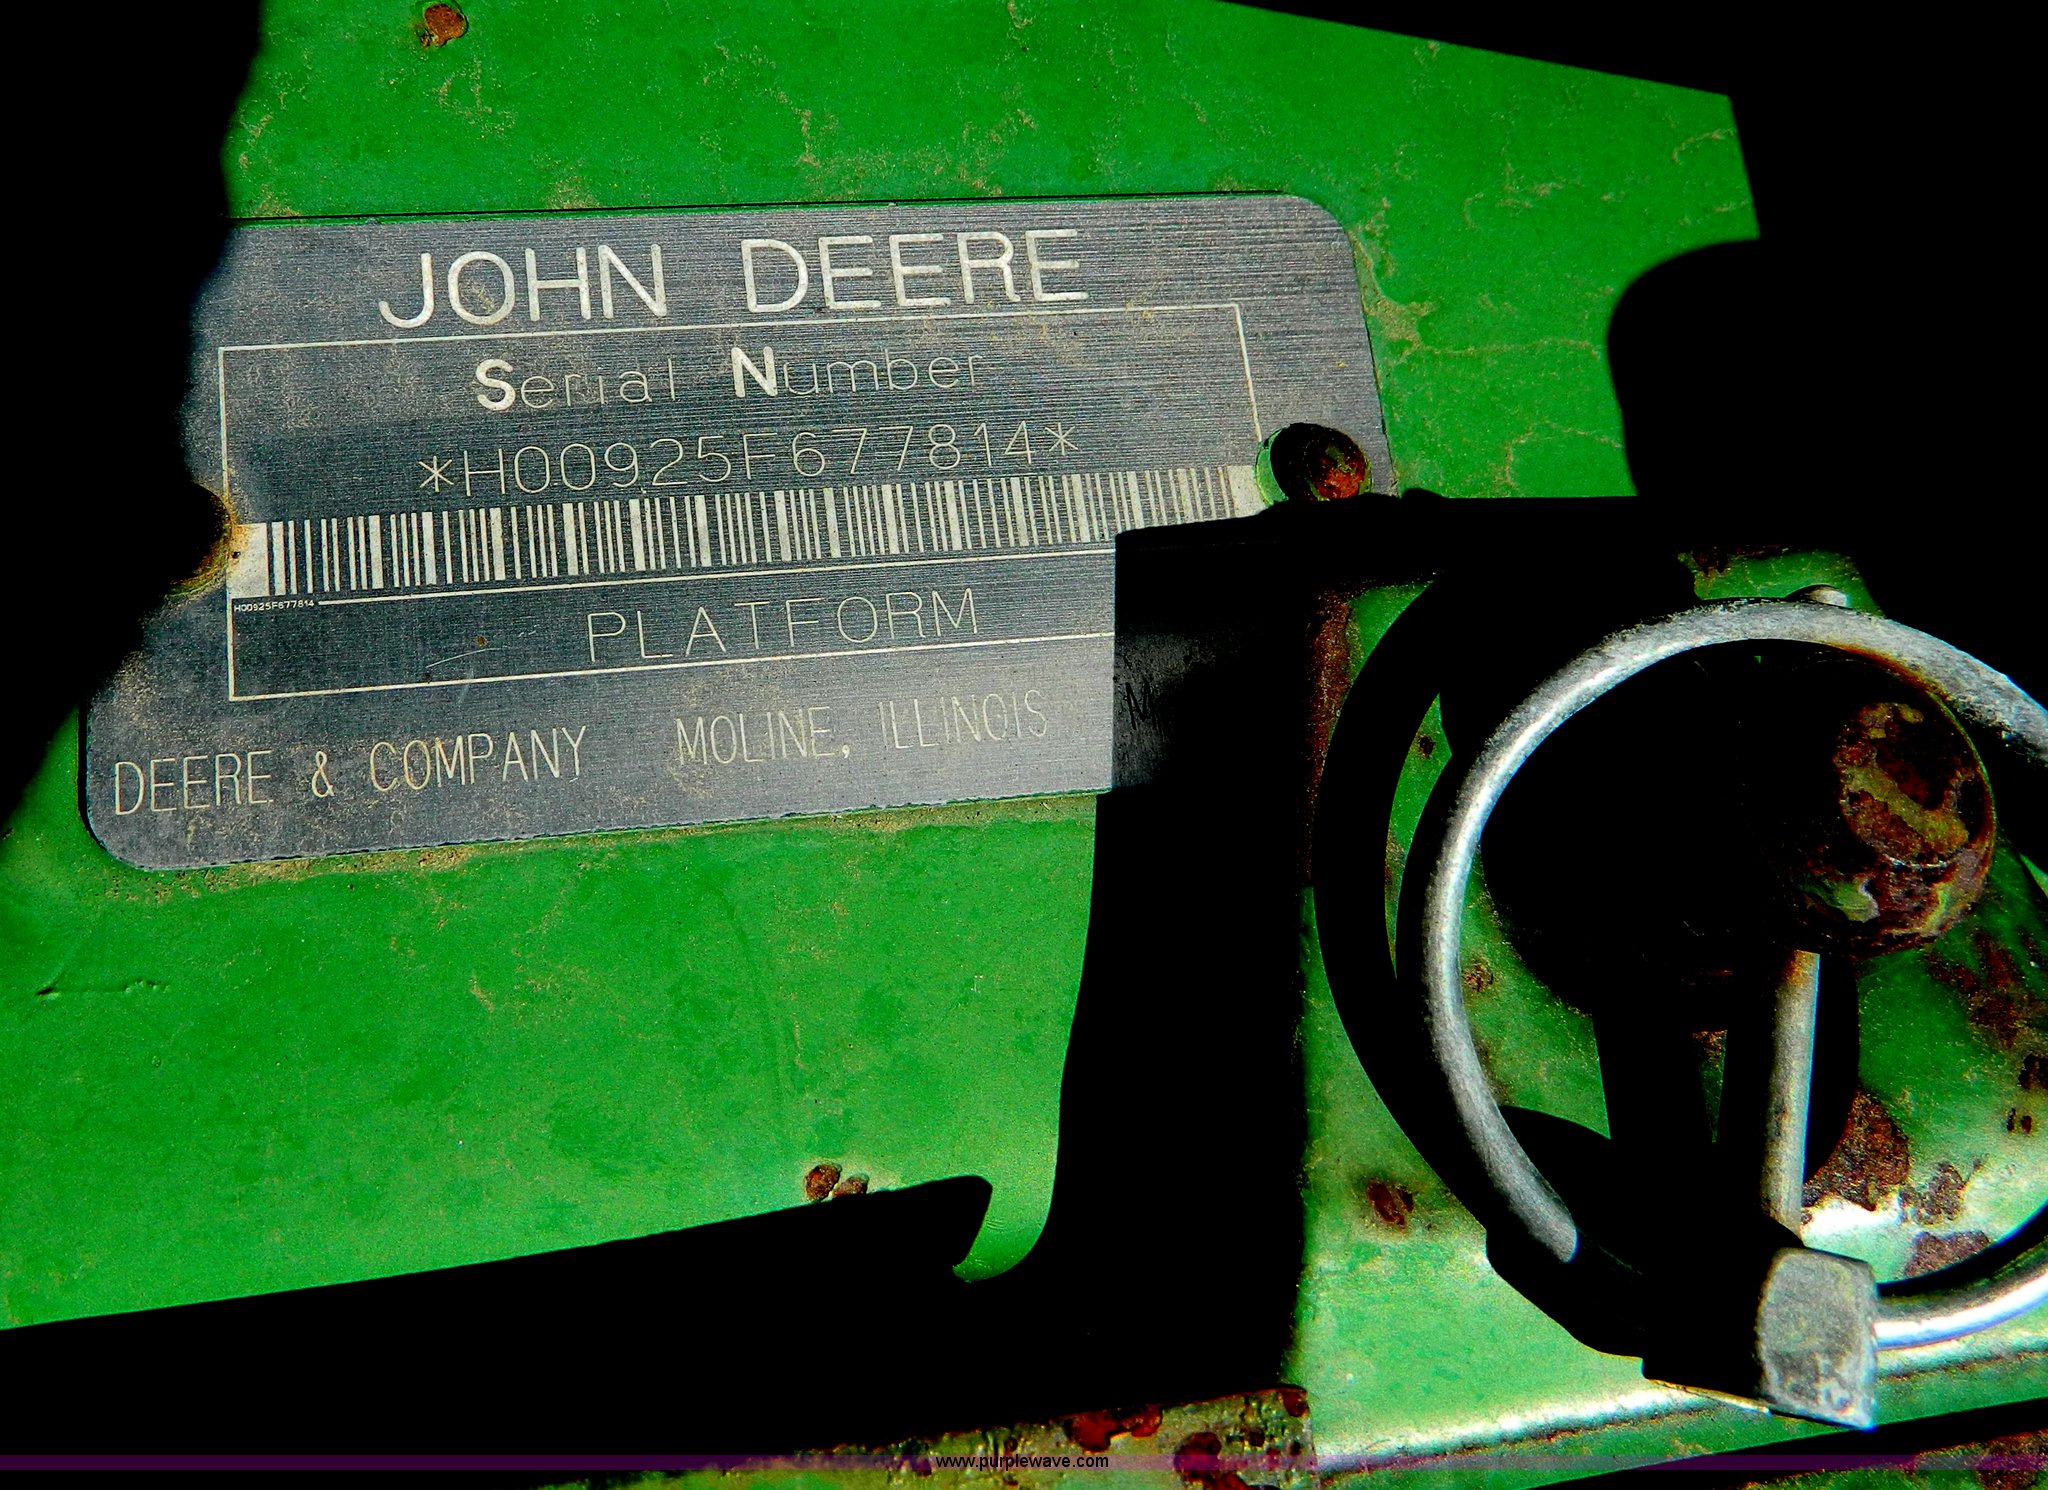 JOHN DEERE
Serial Number
*H00925F677814*
H00925F677814
PLATFORM
DEERE & COMPANY MOLINE, ILLINOIS
www.purplewave.com